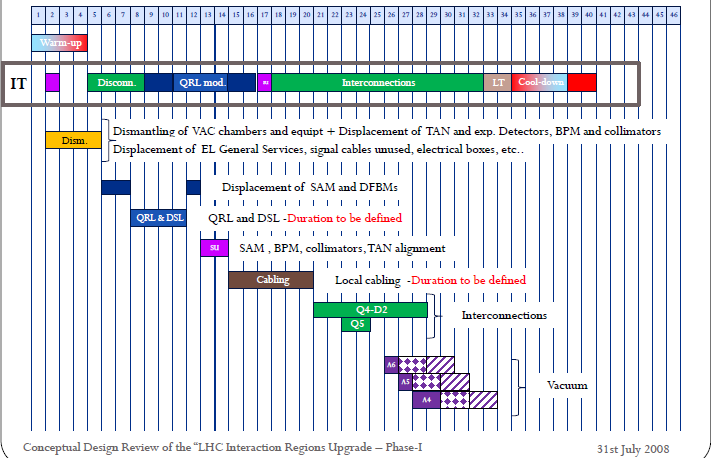 1 2 3 4 5 6 7 8 9 10 11 12 13 14 15 16 17 18 19 20 21 22 23 24 25 26 27 28 29 30 31 32 33 34 35 36 37 38 39 40 41 42 43 44 45 46
Warm-up
IT Disconn. QRL mod. su Interconnections LT Cool-down
Dism. Dismantling of VAC chambers and equipt + Displacement of TAN and exp. Detectors, BPM and collimators
Displacement of EL General Services, signal cables unused, electrical boxes, etc..
Displacement of SAM and DFBMs
QRL & DSL QRL and DSL -Duration to be defined
su SAM , BPM, collimators, TAN alignment
Cabling Local cabling -Duration to be defined
Q4-D2
Interconnections
Q5
A6
A5
Vacuum
A4
Conceptual Design Review of the "LHC Interaction Regions Upgrade – Phase-I 31st July 2008